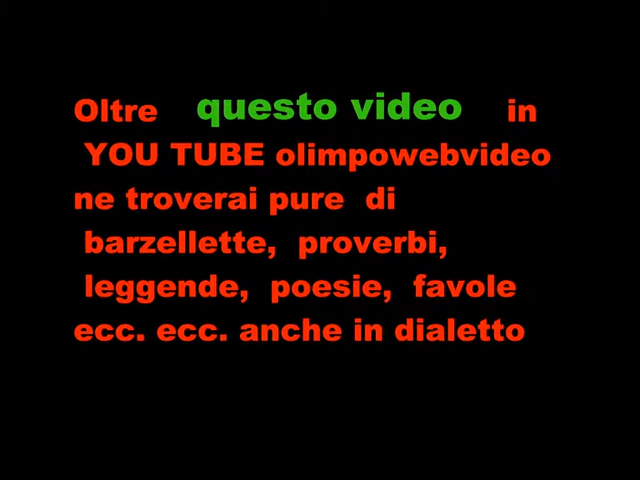 Oltre questo video in
YOU TUBE olimpowebvideo
ne troverai pure di
barzellette, proverbi,
leggende, poesie, favole
ecc. ecc. anche in dialetto